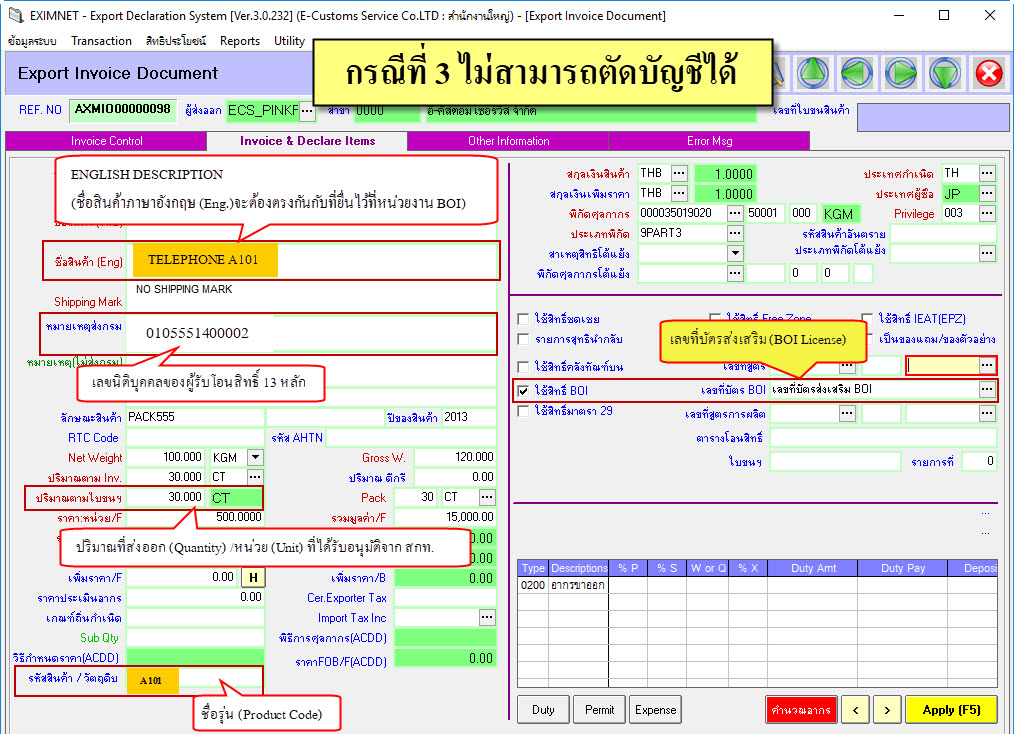 EXIMNET - Export Declaration System [Ver.3.0.232] (E-Customs Service Co.LTD : สำนักงานใหญ่) - [Export Invoice Document]
ข้อมูลระบบ Transaction สิทธิประโยชน์ Reports Utility
Export Invoice Document
กรณีที่ 3 ไม่สามารถตัดบัญชีได้
REF. NO AXMIO00000098 ผู้ส่งออก ECS_PINKF ... สาขา 0000 อี-คัสตอม เซอร์วิส จำกัด เลขที่ใบขนสินค้า
Invoice Control Invoice & Declare Items Other Information Error Msg
ENGLISH DESCRIPTION
(ชื่อสินค้าภาษาอังกฤษ (Eng.)จะต้องตรงกันกับที่ยื่นไว้ที่หน่วยงาน BOI)
ชื่อสินค้า (Eng) TELEPHONE A101
NO SHIPPING MARK
Shipping Mark
หมายเหตุส่งกรม 0105551400002
หมายเหตุ(ไม่ส่งกรม)
เลขนิติบุคคลของผู้รับโอนสิทธิ์ 13 หลัก
ลักษณะสินค้า PACK555 ปีของสินค้า 2013
RTC Code รหัส AHTN
Net Weight 100.000 KGM Gross W. 120.000
ปริมาณตาม Inv. 30.000 CT ... ปริมาณ ดีกรี 0.00
ปริมาณตามใบขนฯ 30.000 CT Pack 30 CT ...
ราคา:หน่วย/F 500.0000 รวมมูลค่า/F 15,000.00
0.00
ปริมาณที่ส่งออก (Quantity) /หน่วย (Unit) ที่ได้รับอนุมัติจาก สกท.
0.00
เพิ่มราคา/F 0.00 H เพิ่มราคา/B 0.00
ราคาประเมินอากร 0.00 Cer.Exporter Tax
เกณฑ์ถิ่นกำเนิด Import Tax Inc ...
Sub Qty พิธีการศุลกากร(ACDD)
วิธีกำหนดราคา(ACDD) ราคาFOB/F(ACDD) 0.00
รหัสสินค้า / วัตถุดิบ A101
ชื่อรุ่น (Product Code)
สกุลเงินสินค้า THB ... 1.0000 ประเทศกำเนิด TH ...
สกุลเงินเพิ่มราคา THB ... 1.0000 ประเทศผู้ซื้อ JP ...
พิกัดศุลกากร 000035019020 ... 50001 000 KGM Privilege 003 ...
ประเภทพิกัด 9PART3 ... รหัสสินค้าอันตราย
สาเหตุสิทธิโต้แย้ง ประเภทพิกัดโต้แย้ง ...
พิกัดศุลกากรโต้แย้ง ... 0 0
ใช้สิทธิ์ชดเชย ใช้สิทธิ์ Free Zone ใช้สิทธิ์ IEAT(EPZ)
รายการสุทธินำกลับ เป็นของแถม/ของตัวอย่าง
เลขที่บัตรส่งเสริม (BOI License)
ใช้สิทธิ์คลังทัณฑ์บน เลขที่สูตร ... ...
ใช้สิทธิ์ BOI เลขที่บัตร BOI เลขที่บัตรส่งเสริม BOI ...
ใช้สิทธิ์มาตรา 29 เลขที่สูตรการผลิต ... ...
ตารางโอนสิทธิ์
ใบขนฯ รายการที่ 0
...
...
Type Descriptions % P % S W or Q % X Duty Amt Duty Pay Deposi
0200 อากรขาออก
Duty Permit Expense คำนวณอากร < > Apply (F5)